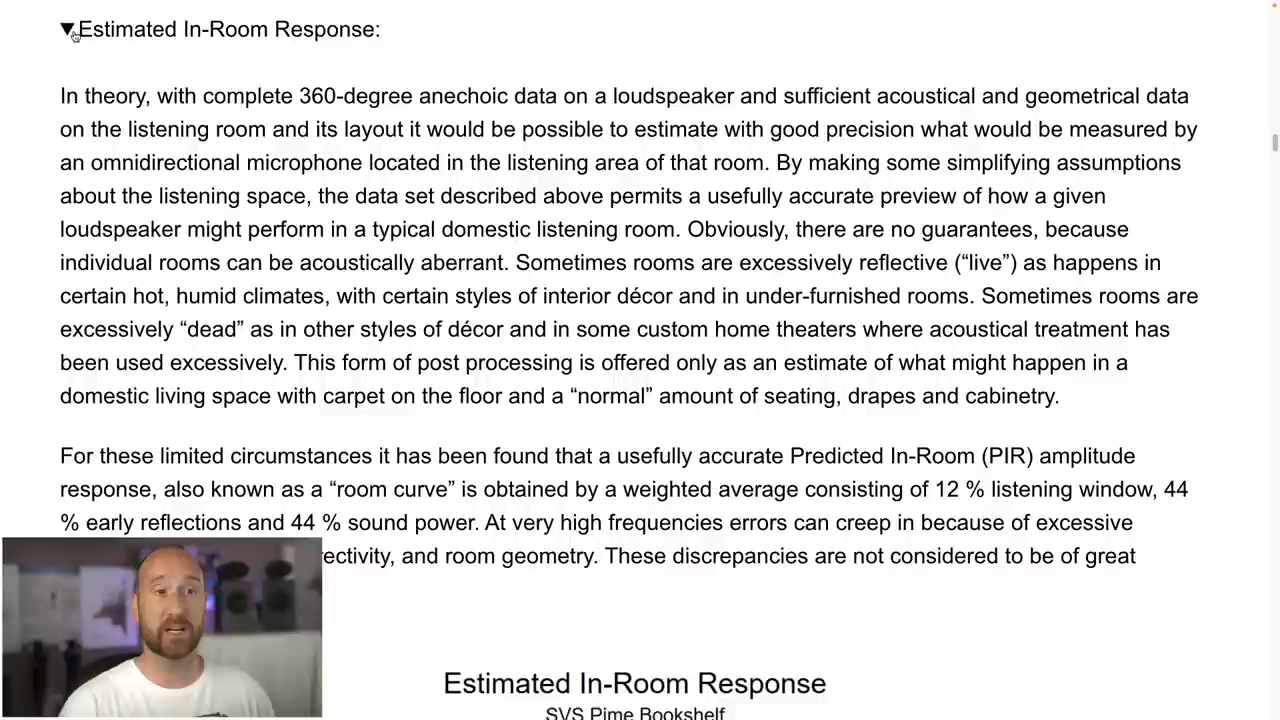 ▼Estimated In-Room Response:
In theory, with complete 360-degree anechoic data on a loudspeaker and sufficient acoustical and geometrical data
on the listening room and its layout it would be possible to estimate with good precision what would be measured by
an omnidirectional microphone located in the listening area of that room. By making some simplifying assumptions
about the listening space, the data set described above permits a usefully accurate preview of how a given
loudspeaker might perform in a typical domestic listening room. Obviously, there are no guarantees, because
individual rooms can be acoustically aberrant. Sometimes rooms are excessively reflective (“live”) as happens in
certain hot, humid climates, with certain styles of interior décor and in under-furnished rooms. Sometimes rooms are
excessively “dead” as in other styles of décor and in some custom home theaters where acoustical treatment has
been used excessively. This form of post processing is offered only as an estimate of what might happen in a
domestic living space with carpet on the floor and a “normal” amount of seating, drapes and cabinetry.
For these limited circumstances it has been found that a usefully accurate Predicted In-Room (PIR) amplitude
response, also known as a “room curve” is obtained by a weighted average consisting of 12 % listening window, 44
% early reflections and 44 % sound power. At very high frequencies errors can creep in because of excessive
rectivity, and room geometry. These discrepancies are not considered to be of great
Estimated In-Room Response
SVS Pime Bookshelf